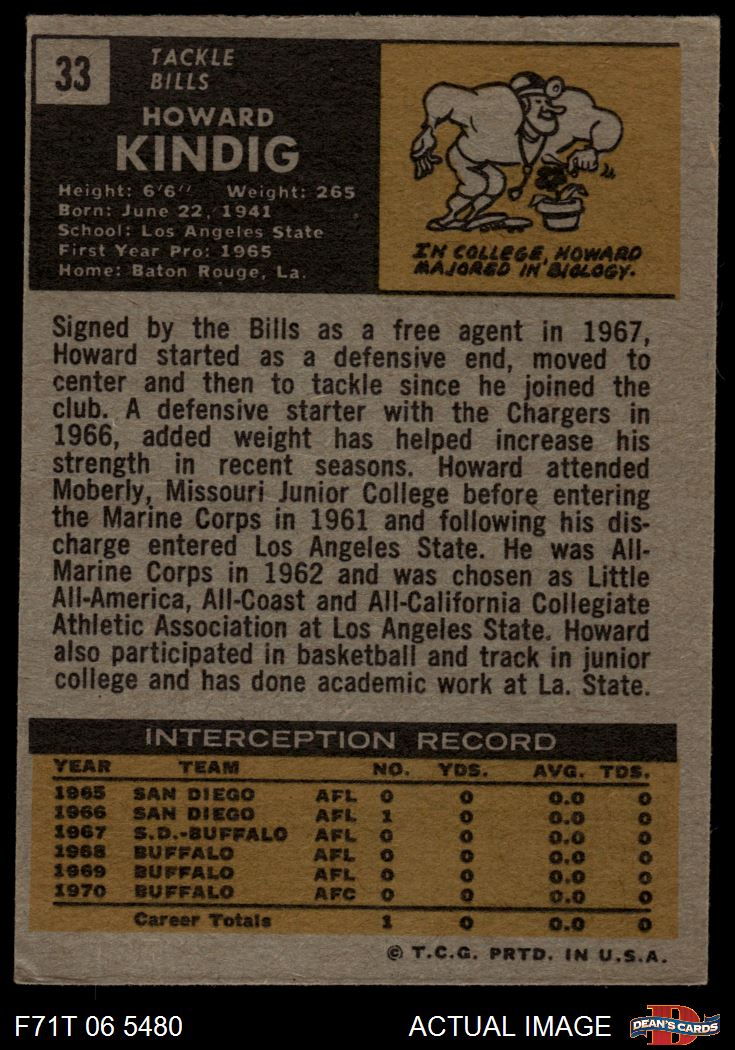 33
TACKLE
BILLS
HOWARD
KINDIG
Height: 6'6" Weight: 265
Born: June 22, 1941
School: Los Angeles State
First Year Pro: 1965
Home: Baton Rouge, La.
IN COLLEGE, HOWARD
MAJORED IN BIOLOGY.
Signed by the Bills as a free agent in 1967,
Howard started as a defensive end, moved to
center and then to tackle since he joined the
club. A defensive starter with the Chargers in
1966, added weight has helped increase his
strength in recent seasons. Howard attended
Moberly, Missouri Junior College before entering
the Marine Corps in 1961 and following his dis-
charge entered Los Angeles State. He was All-
Marine Corps in 1962 and was chosen as Little
All-America, All-Coast and All-California Collegiate
Athletic Association at Los Angeles State. Howard
also participated in basketball and track in junior
college and has done academic work at La. State.
INTERCEPTION RECORD
YEAR TEAM NO. YDS. AVG. TDS.
1965 SAN DIEGO AFL 0 0 0.0 0
1966 SAN DIEGO AFL 1 0 0.0 0
1967 S.D.-BUFFALO AFL 0 0 0.0 0
1968 BUFFALO AFL 0 0 0.0 0
1969 BUFFALO AFL 0 0 0.0 0
1970 BUFFALO AFC 0 0 0.0 0
Career Totals 1 0 0.0 0
© T.C.G. PRTD. IN U.S.A.
F71T 06 5480 ACTUAL IMAGE D DEAN'S CARDS